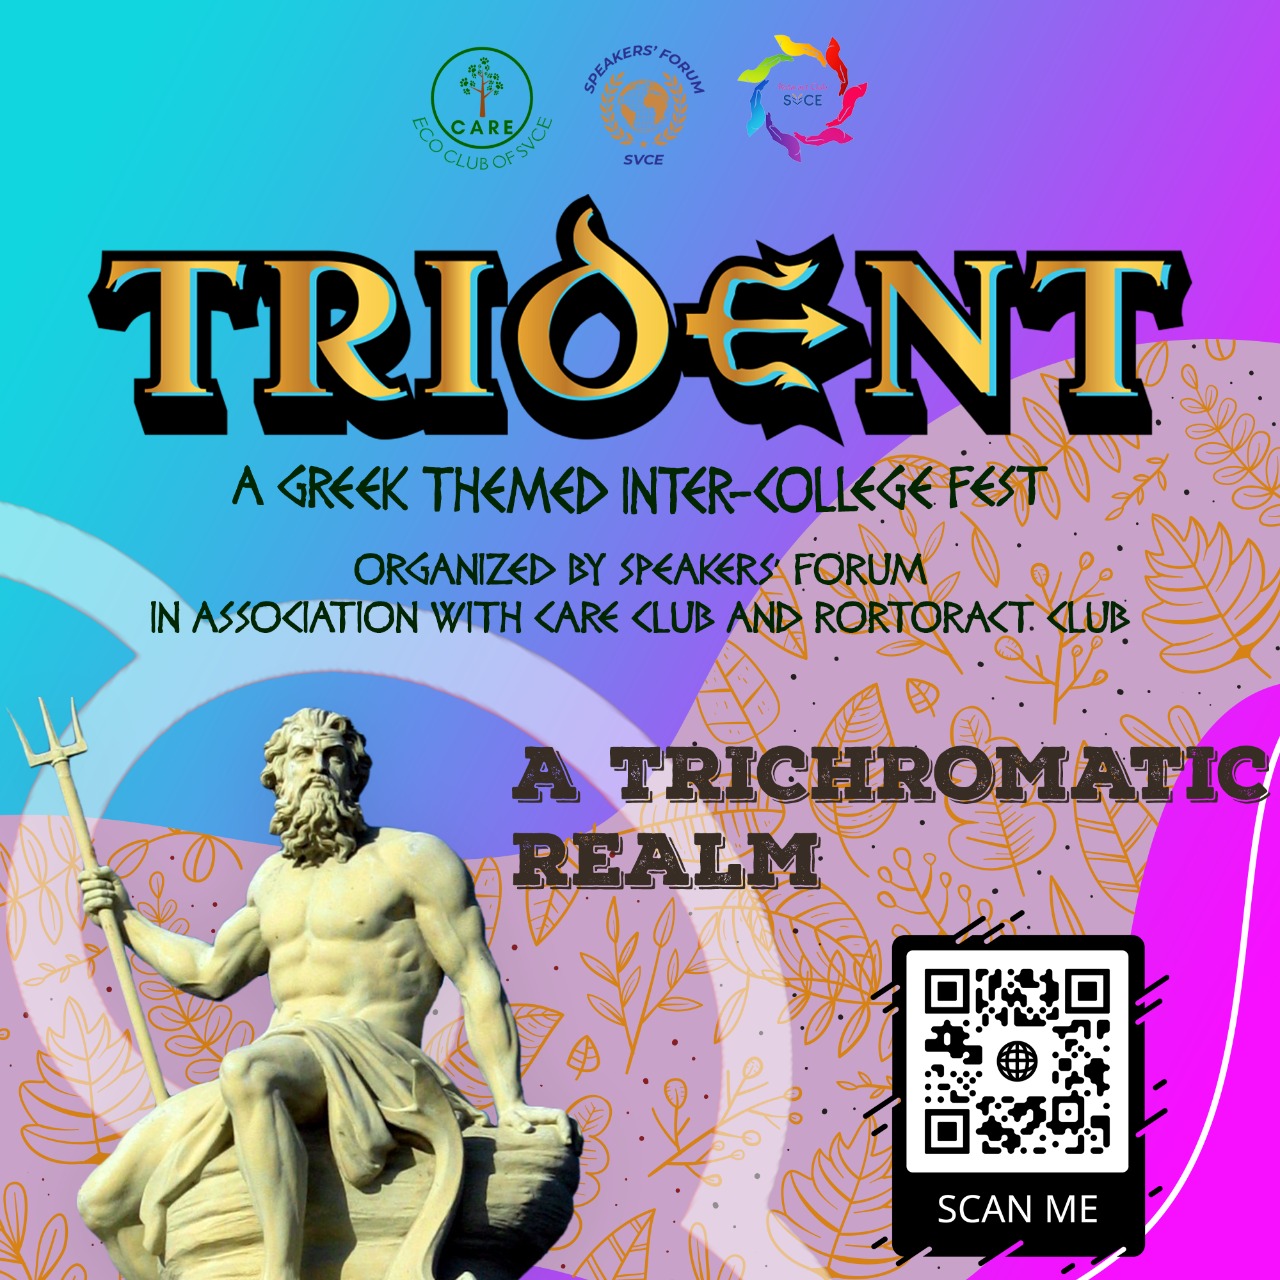 CARE
ECO CLUB OF SVCE
SPEAKERS' FORUM
SVCE
SVCE
TRIDENT
A GREEK THEMED INTER-COLLEGE FEST
ORGANIZED BY SPEAKERS' FORUM
IN ASSOCIATION WITH CARE CLUB AND RORTORACT CLUB
A TRICHROMATIC
REALM
SCAN ME